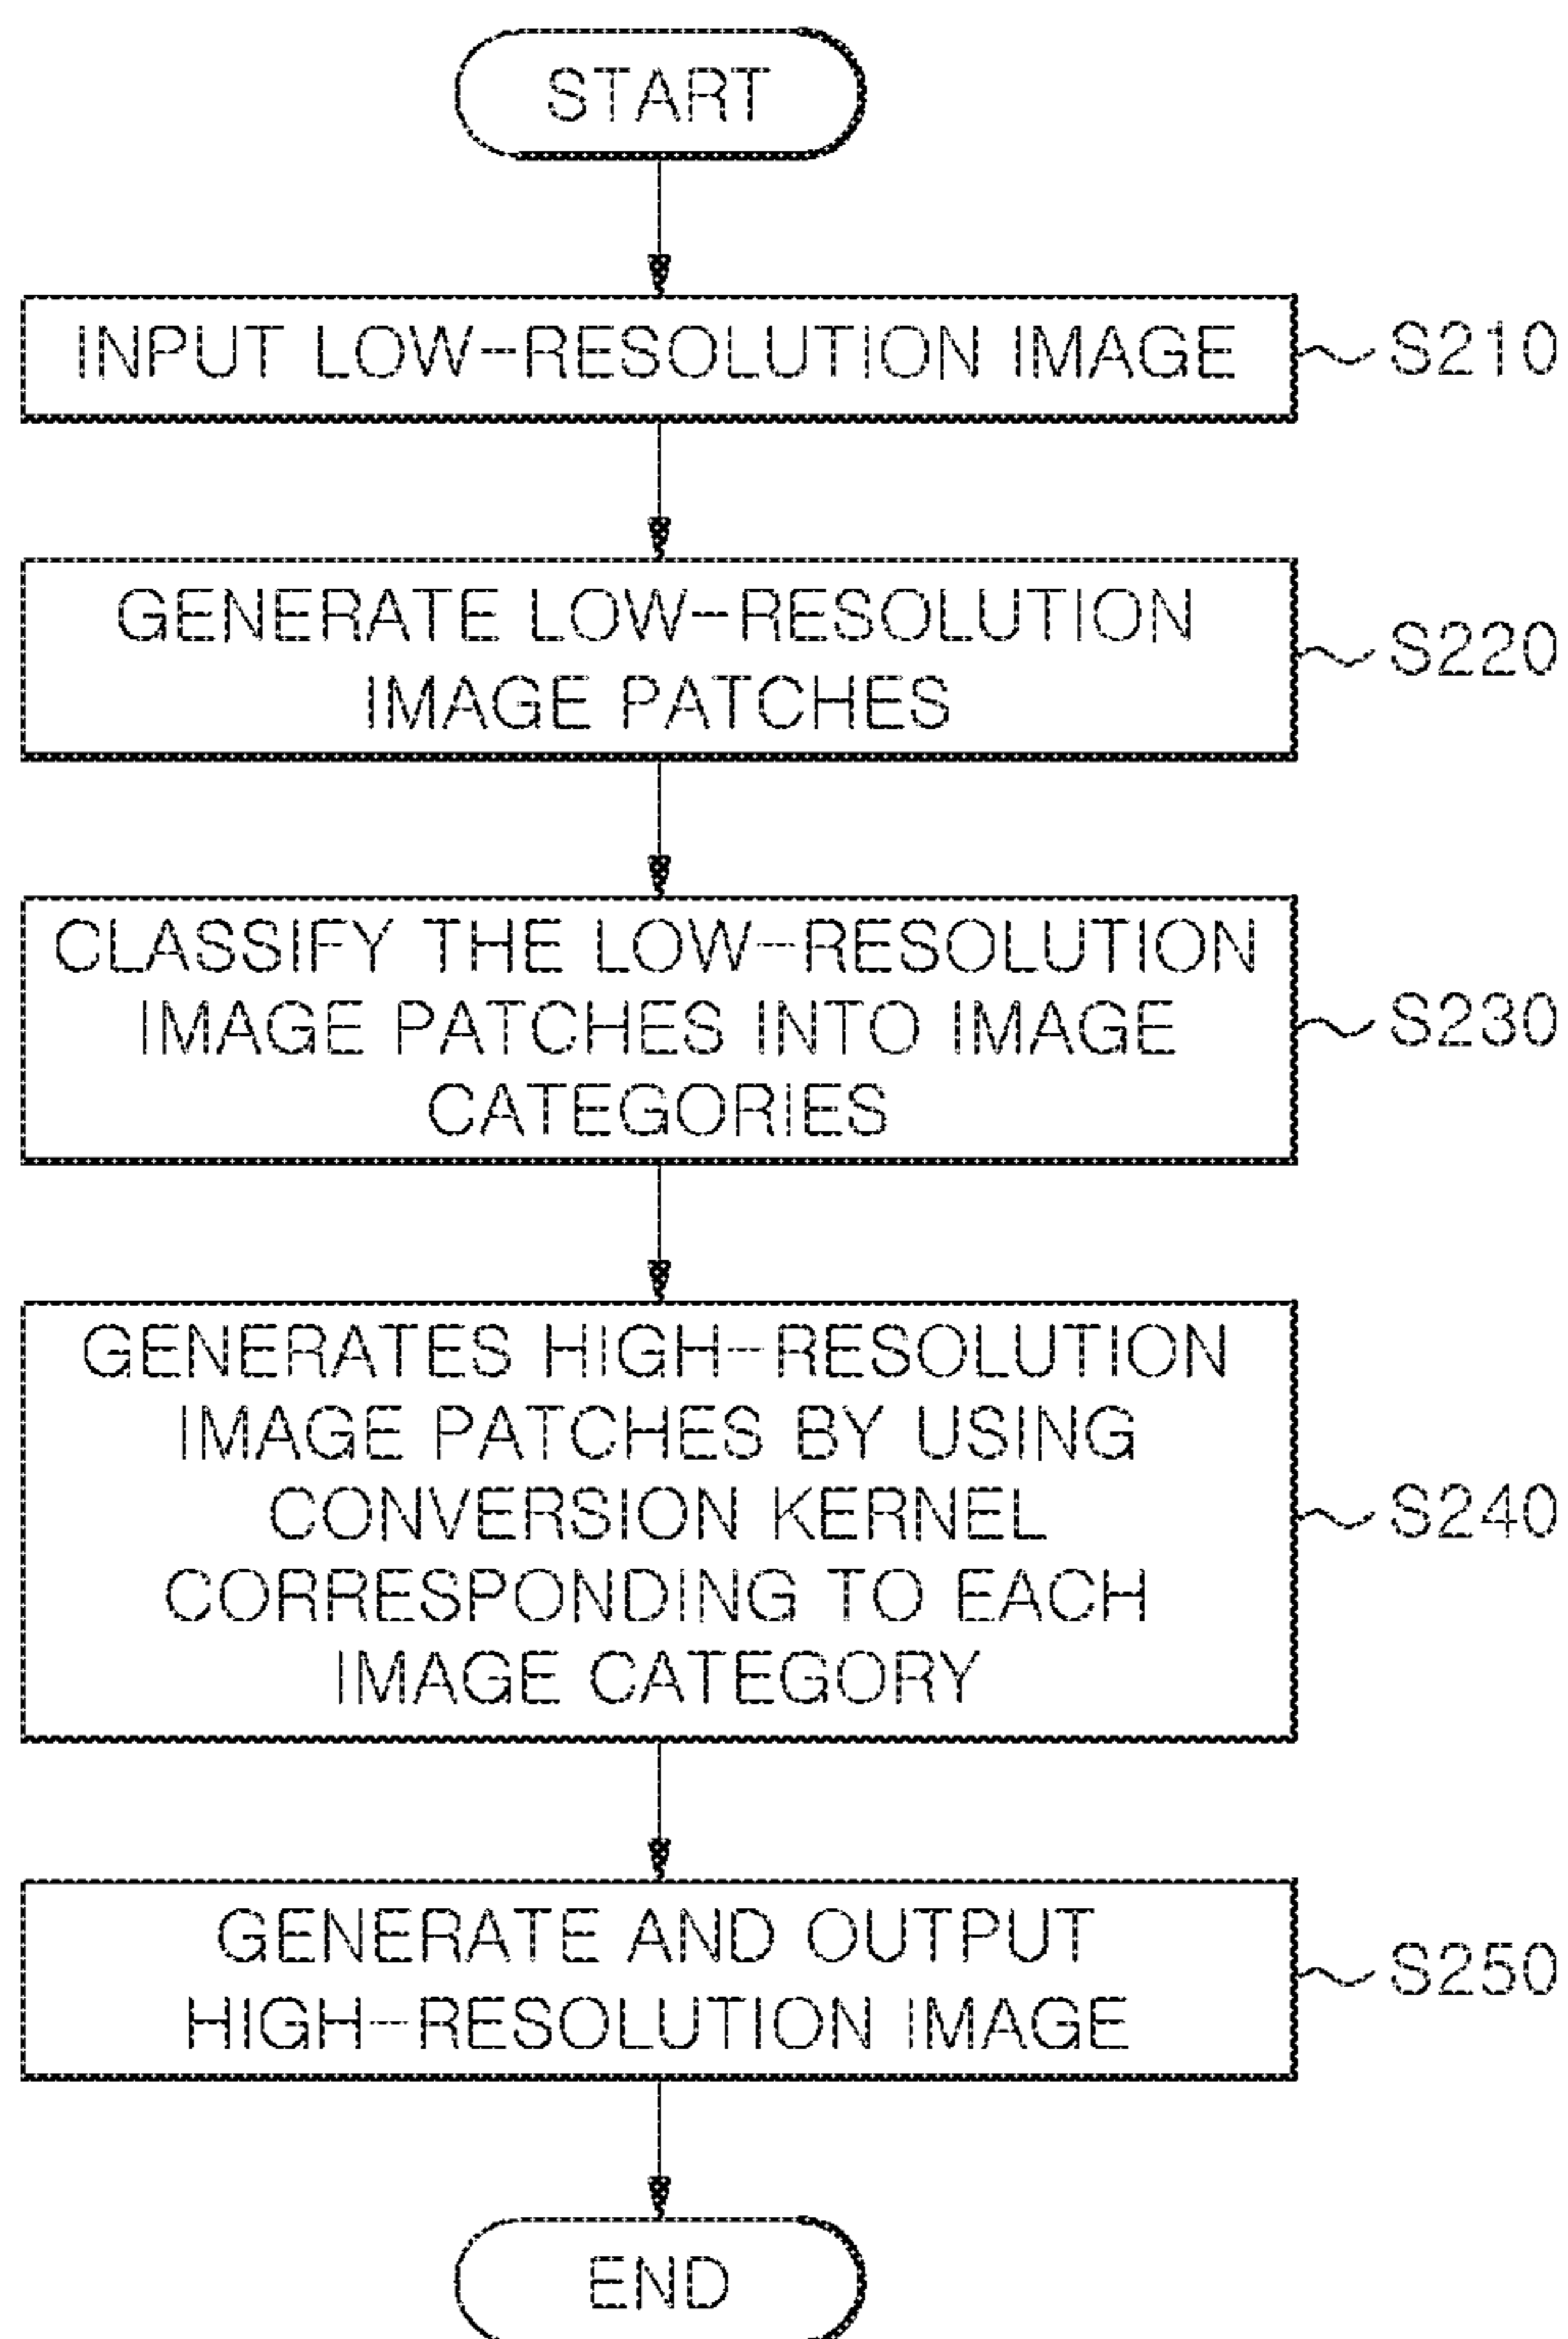 START
INPUT LOW-RESOLUTION IMAGE
S210
GENERATE LOW-RESOLUTION
IMAGE PATCHES
S220
CLASSIFY THE LOW-RESOLUTION
IMAGE PATCHES INTO IMAGE
CATEGORIES
S230
GENERATES HIGH-RESOLUTION
IMAGE PATCHES BY USING
CONVERSION KERNEL
CORRESPONDING TO EACH
IMAGE CATEGORY
S240
GENERATE AND OUTPUT
HIGH-RESOLUTION IMAGE
S250
END